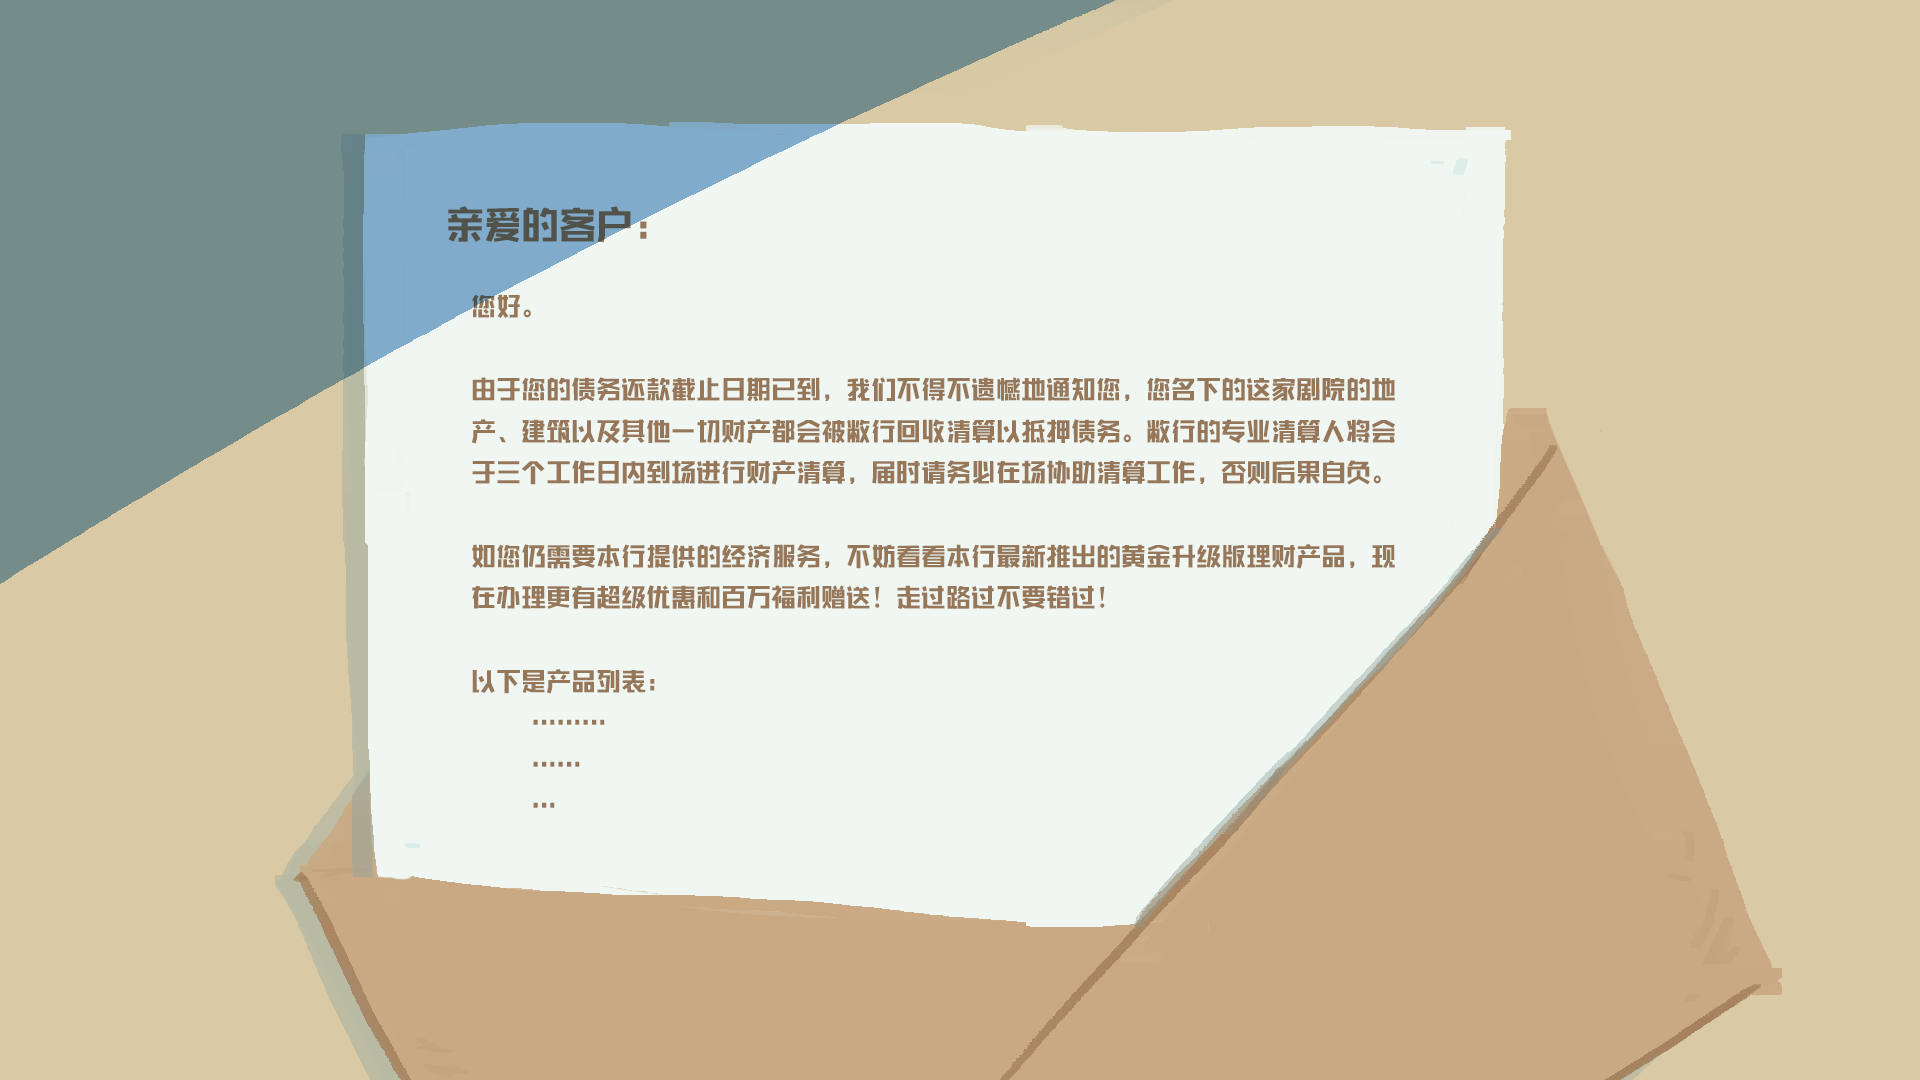 亲爱的客户：
您好。
由于您的债务还款截止日期已到，我们不得不遗憾地通知您，您名下的这家剧院的地
产、建筑以及其他一切财产都会被敝行回收清算以抵押债务。敝行的专业清算人将会
于三个工作日内到场进行财产清算，届时请务必在场协助清算工作，否则后果自负。
如您仍需要本行提供的经济服务，不妨看看本行最新推出的黄金升级版理财产品，现
在办理更有超级优惠和百万福利赠送！走过路过不要错过！
以下是产品列表：
………
……
…